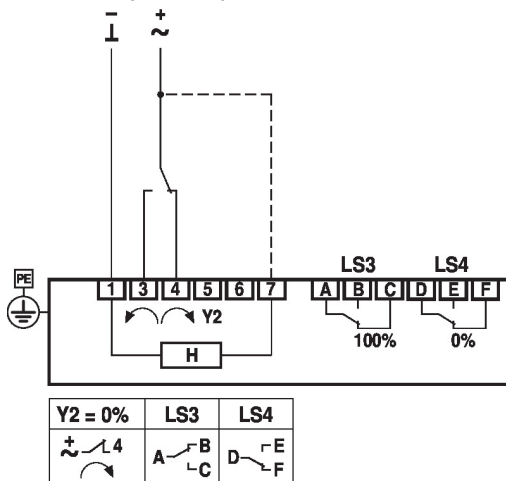 − +
⊥ ~
LS3 LS4
PE
1 3 4 5 6 7 A B C D E F
Y2
100% 0%
H
Y2 = 0% LS3 LS4
+
~ 4 A B C D E F